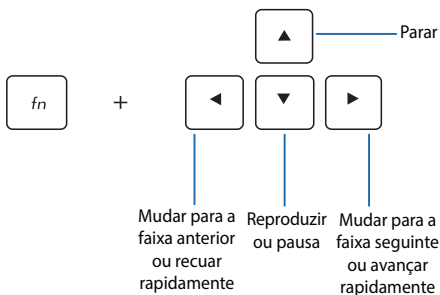 Parar
fn
+
Mudar para a
faixa anterior
ou recuar
rapidamente
Reproduzir
ou pausa
Mudar para a
faixa seguinte
ou avançar
rapidamente